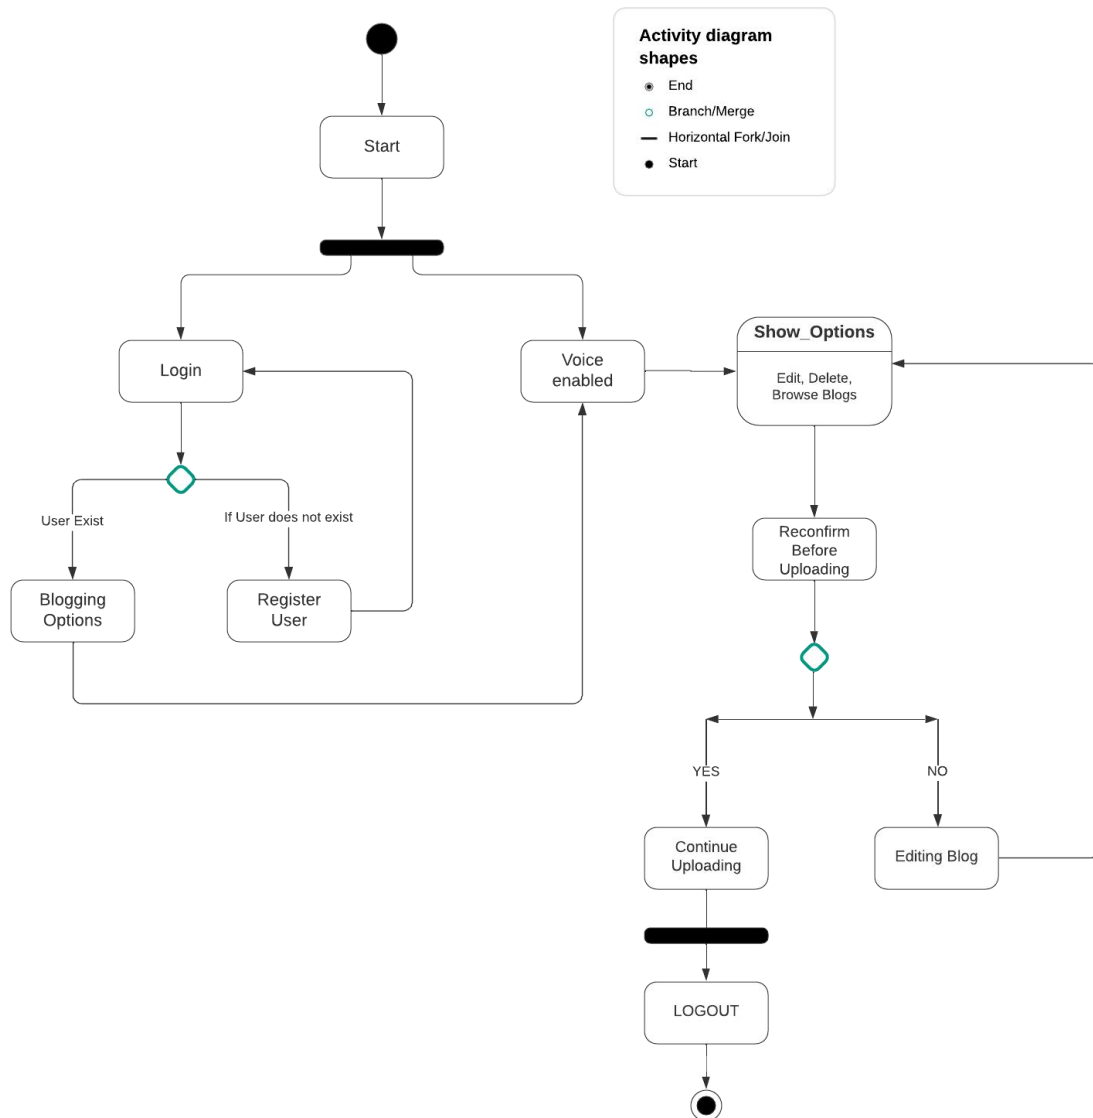 Activity diagram
shapes
End
Branch/Merge
Horizontal Fork/Join
Start
Start
Login
Voice
enabled
Show_Options
Edit, Delete,
Browse Blogs
User Exist
If User does not exist
Blogging
Options
Register
User
Reconfirm
Before
Uploading
YES
NO
Continue
Uploading
Editing Blog
LOGOUT